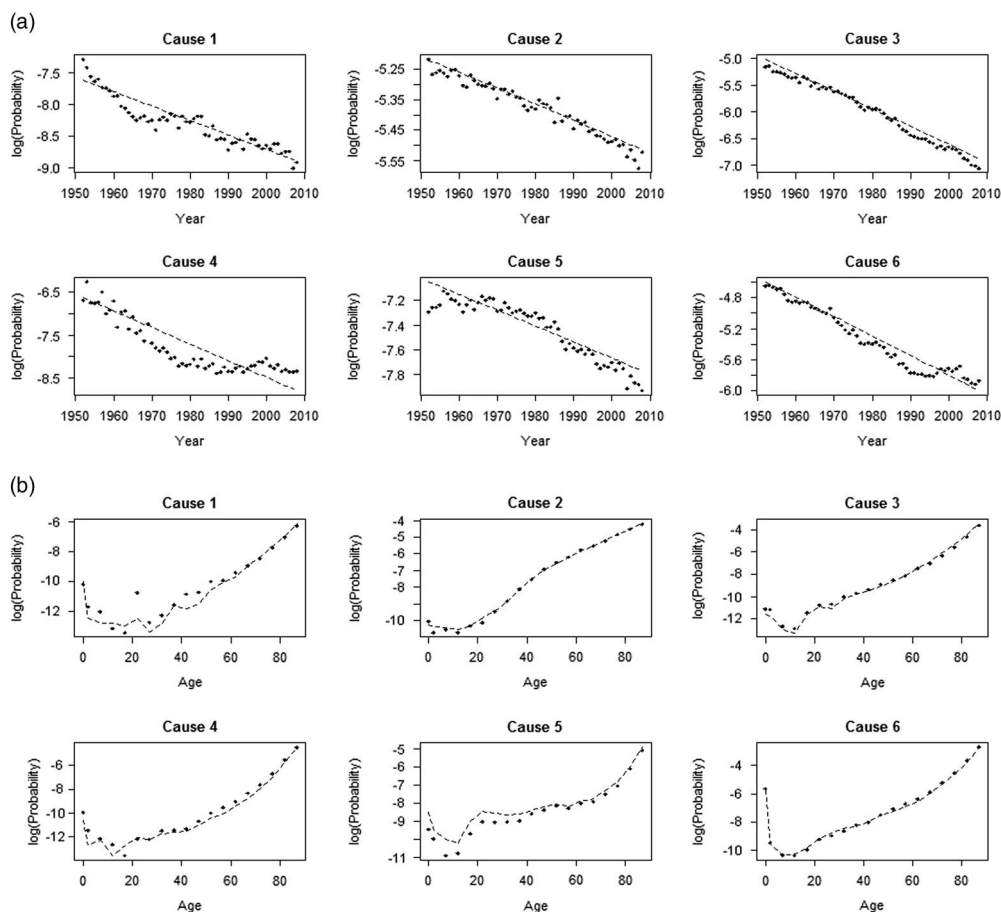 (a)
Cause 1
Cause 2
Cause 3
log(Probability)
-7.5
-8.0
-8.5
-9.0
1950 1960 1970 1980 1990 2000 2010
Year
log(Probability)
-5.25
-5.35
-5.45
-5.55
1950 1960 1970 1980 1990 2000 2010
Year
log(Probability)
-5.0
-5.5
-6.0
-6.5
-7.0
1950 1960 1970 1980 1990 2000 2010
Year
Cause 4
Cause 5
Cause 6
log(Probability)
-6.5
-7.5
-8.5
1950 1960 1970 1980 1990 2000 2010
Year
log(Probability)
-7.2
-7.4
-7.6
-7.8
1950 1960 1970 1980 1990 2000 2010
Year
log(Probability)
-4.8
-5.2
-5.6
-6.0
1950 1960 1970 1980 1990 2000 2010
Year
(b)
Cause 1
Cause 2
Cause 3
log(Probability)
-6
-8
-10
-12
0 20 40 60 80
Age
log(Probability)
-4
-5
-6
-7
-8
-10
0 20 40 60 80
Age
log(Probability)
-4
-6
-8
-10
-12
0 20 40 60 80
Age
Cause 4
Cause 5
Cause 6
log(Probability)
-6
-8
-10
-12
0 20 40 60 80
Age
log(Probability)
-5
-6
-7
-8
-9
-11
0 20 40 60 80
Age
log(Probability)
-4
-6
-8
-10
0 20 40 60 80
Age